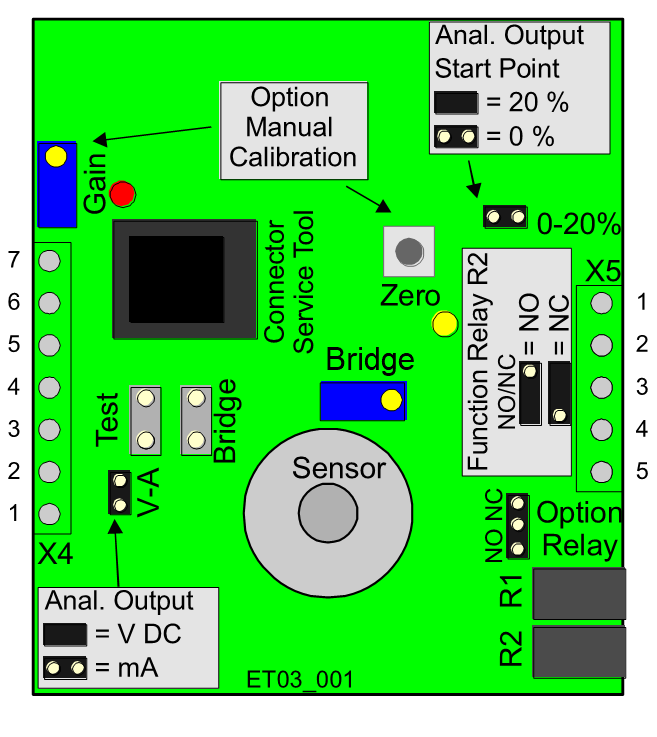 Anal. Output
Start Point
= 20 %
= 0 %
Option
Manual
Calibration
Gain
0-20%
Connector
Service Tool
Zero
X5
7
6
5
4
3
2
1
1
2
3
4
5
Function Relay R2
NO/NC
= NO
= NC
Bridge
Test
Bridge
Sensor
V-A
X4
NO NC
Option
Relay
R1
R2
Anal. Output
= V DC
= mA
ET03_001